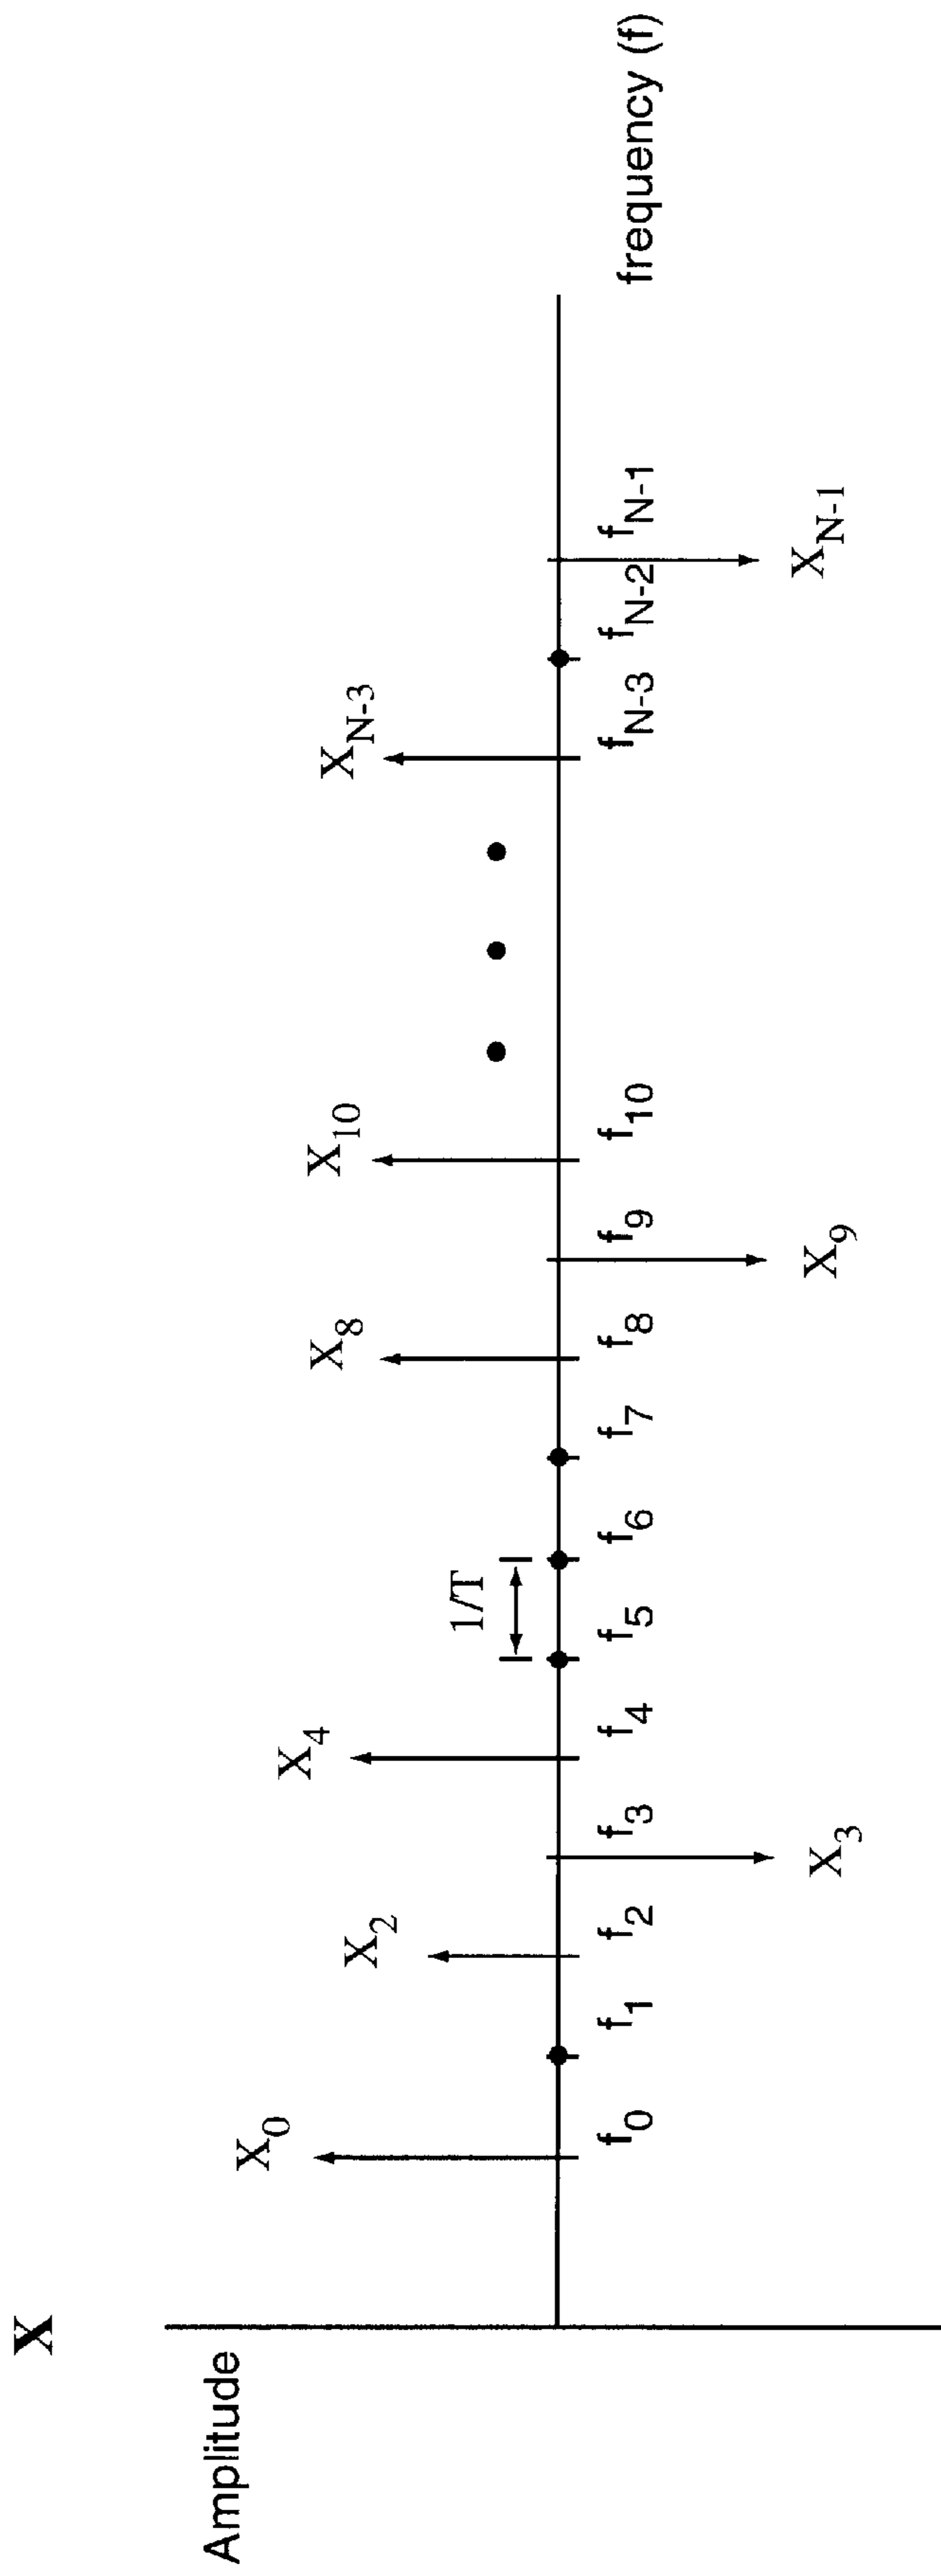 X
Amplitude
X0
X2
X4
1/T
X8
X10
XN-3
f0 f1 f2 f3 f4 f5 f6 f7 f8 f9 f10 fN-3 fN-2 fN-1
frequency (f)
X3
X9
XN-1